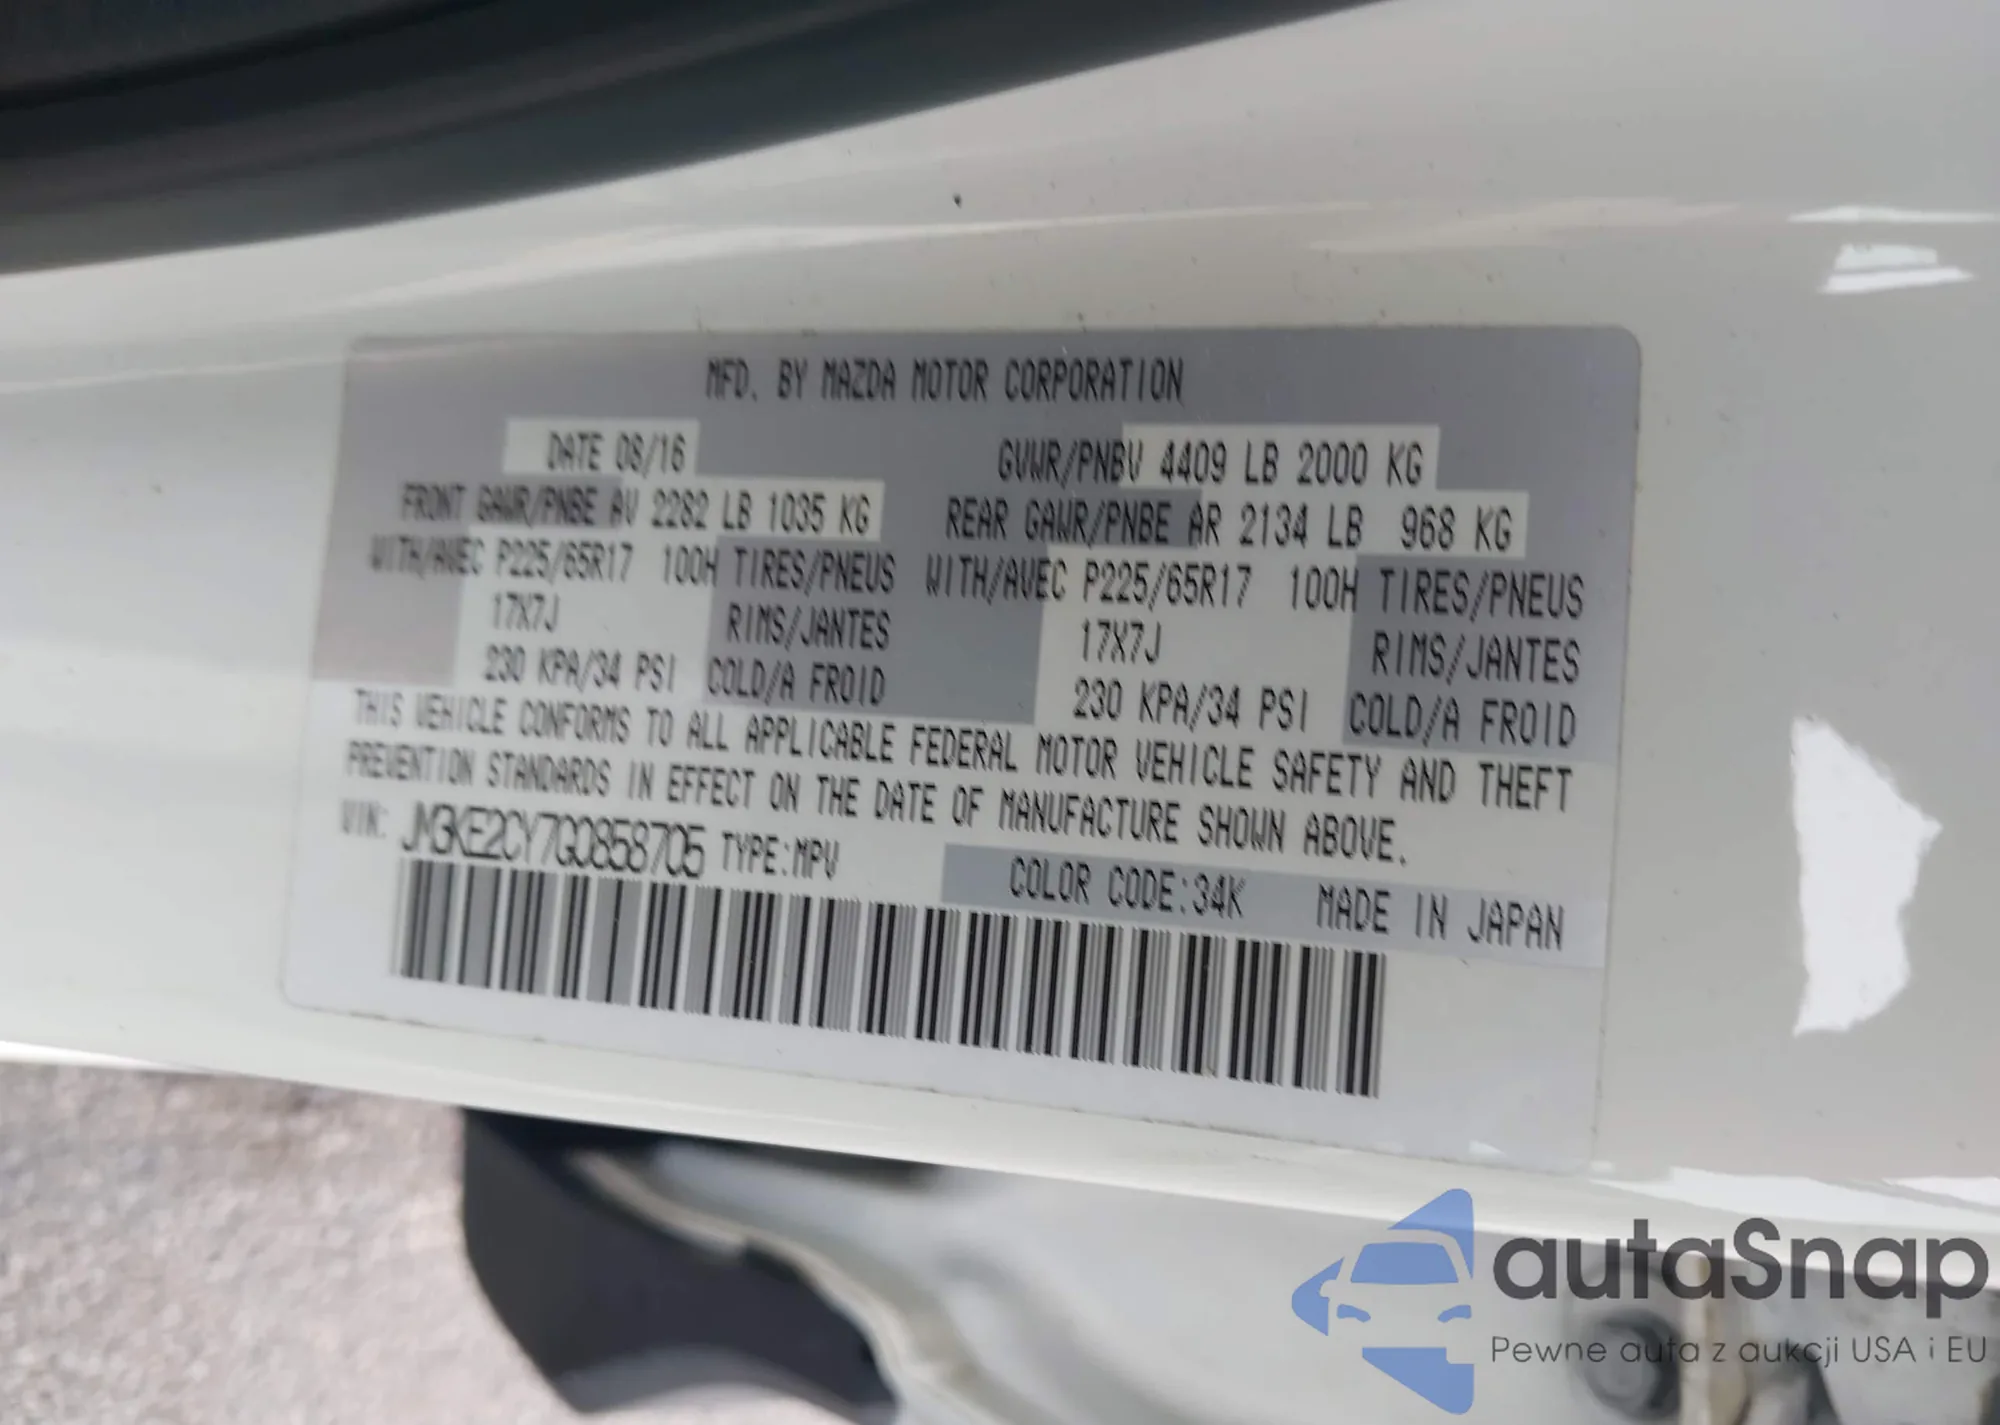 MFD. BY MAZDA MOTOR CORPORATION
DATE 08/16 GVWR/PNBV 4409 LB 2000 KG
FRONT GAWR/PNBE AV 2282 LB 1035 KG REAR GAWR/PNBE AR 2134 LB 968 KG
WITH/AVEC P225/65R17 100H TIRES/PNEUS WITH/AVEC P225/65R17 100H TIRES/PNEUS
17X7J RIMS/JANTES 17X7J RIMS/JANTES
230 KPA/34 PSI COLD/A FROID 230 KPA/34 PSI COLD/A FROID
THIS VEHICLE CONFORMS TO ALL APPLICABLE FEDERAL MOTOR VEHICLE SAFETY AND THEFT
PREVENTION STANDARDS IN EFFECT ON THE DATE OF MANUFACTURE SHOWN ABOVE.
VIN: JM3KE2CY7G0858705 TYPE:MPV
COLOR CODE:34K MADE IN JAPAN
autaSnap
Pewne auta z aukcji USA i EU